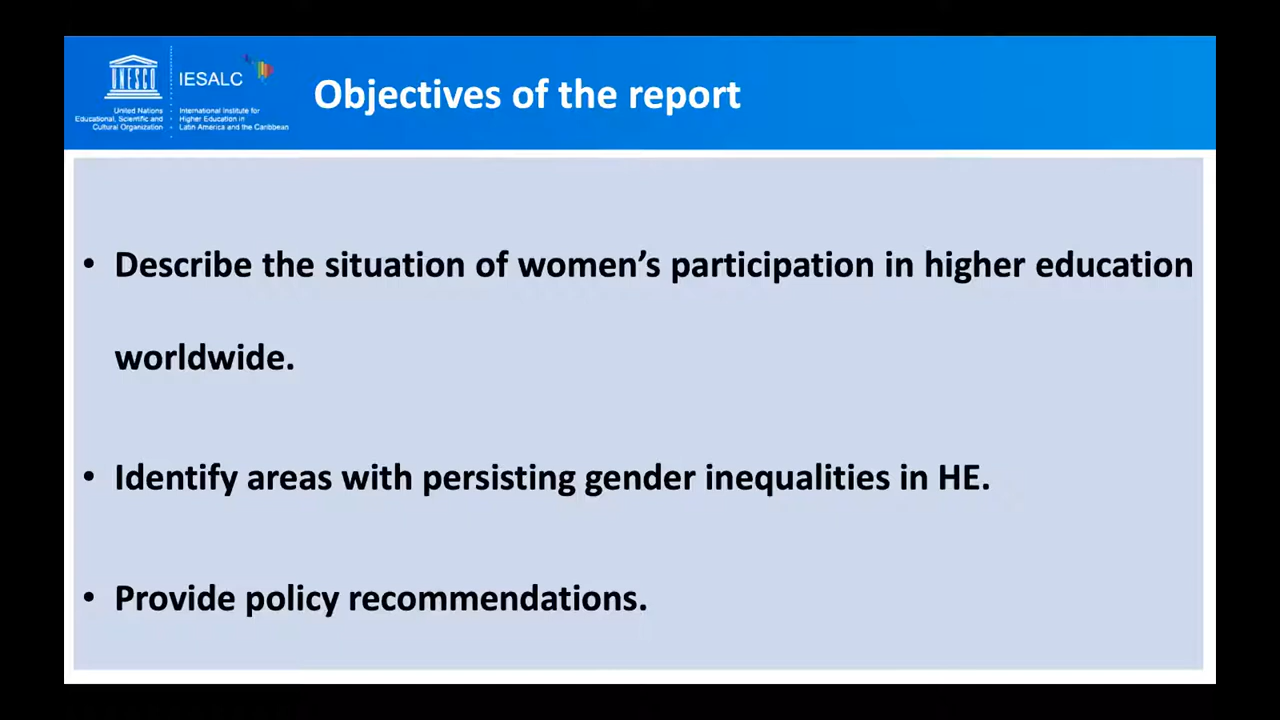 UNESCO
United Nations
Educational, Scientific and
Cultural Organization
IESALC
International Institute for
Higher Education in
Latin America and the Caribbean
Objectives of the report
• Describe the situation of women’s participation in higher education
worldwide.
• Identify areas with persisting gender inequalities in HE.
• Provide policy recommendations.